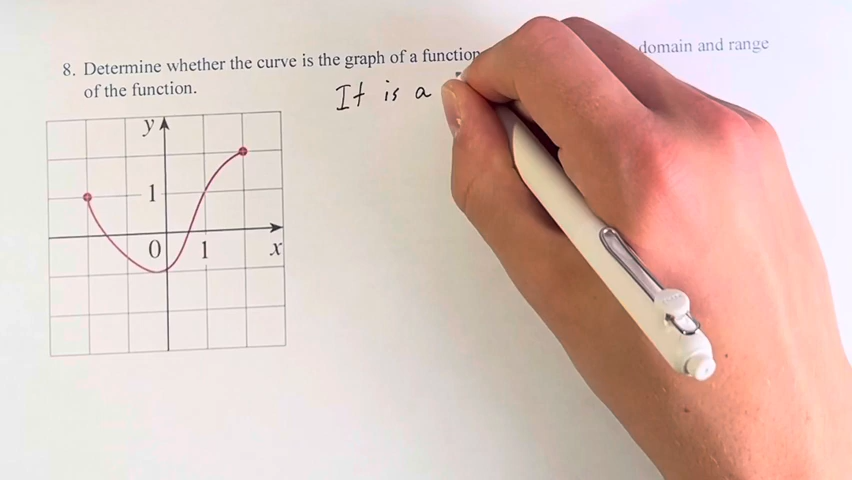 8. Determine whether the curve is the graph of a function domain and range
of the function.
It is a
y
1
0 1 x